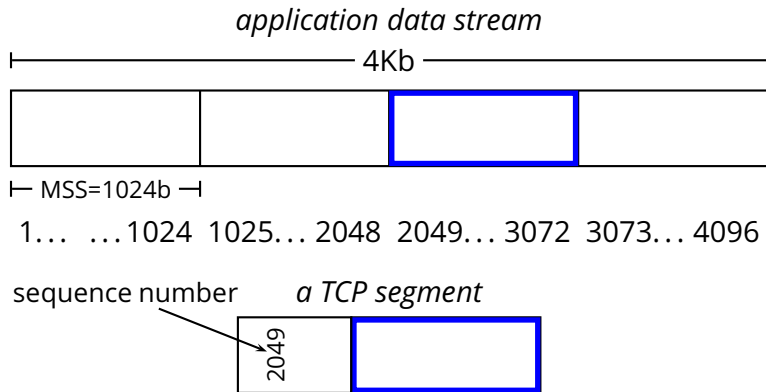 application data stream
4Kb
MSS=1024b
1... ...1024 1025... 2048 2049... 3072 3073... 4096
sequence number a TCP segment
2049